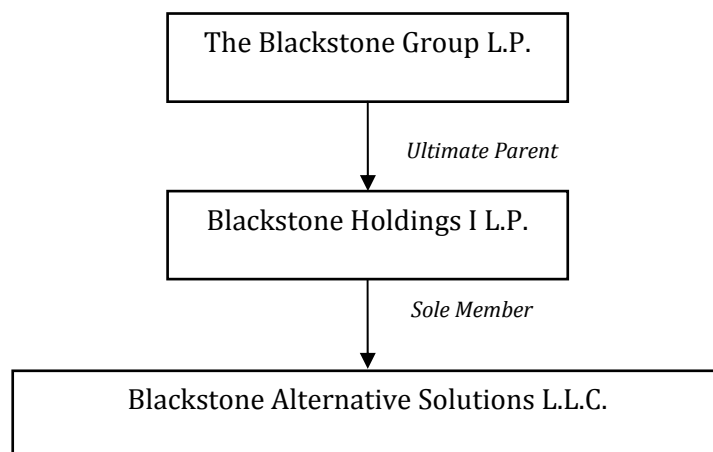 The Blackstone Group L.P.
Ultimate Parent
Blackstone Holdings I L.P.
Sole Member
Blackstone Alternative Solutions L.L.C.